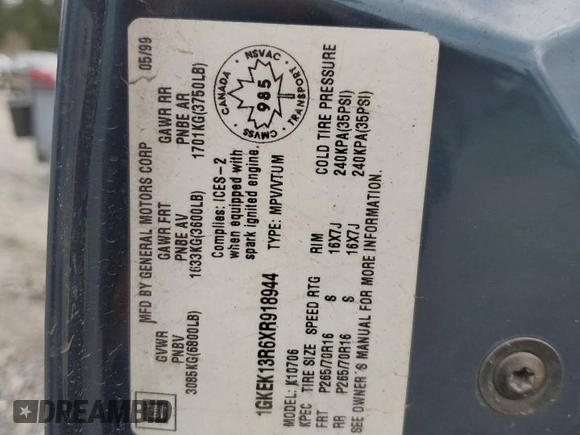 MFD BY GENERAL MOTORS CORP 05/99
GVWR GAWR FRT GAWR RR
PNBV PNBE AV PNBE AR
3085KG(6800LB) 1633KG(3600LB) 1701KG(3750LB)
Complies: ICES-2
when equipped with
spark ignited engine.
CANADA NSVAC TRANSPORT CMVSS
985
1GKEK13R6XR918944 TYPE: MPV/VTUM
MODEL: K10706
KPEC TIRE SIZE SPEED RTG RIM COLD TIRE PRESSURE
FRT P265/70R16 S 16X7J 240KPA(35PSI)
RR P265/70R16 S 16X7J 240KPA(35PSI)
SEE OWNER'S MANUAL FOR MORE INFORMATION.
DREAMBID